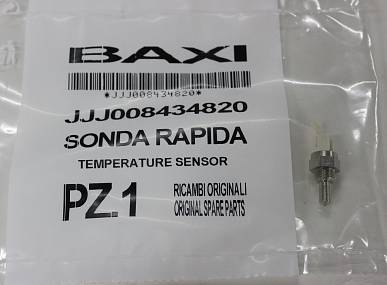 BAXI
*JJJ008434820*
JJJ008434820
SONDA RAPIDA
TEMPERATURE SENSOR
PZ.1
RICAMBI ORIGINALI
ORIGINAL SPARE PARTS